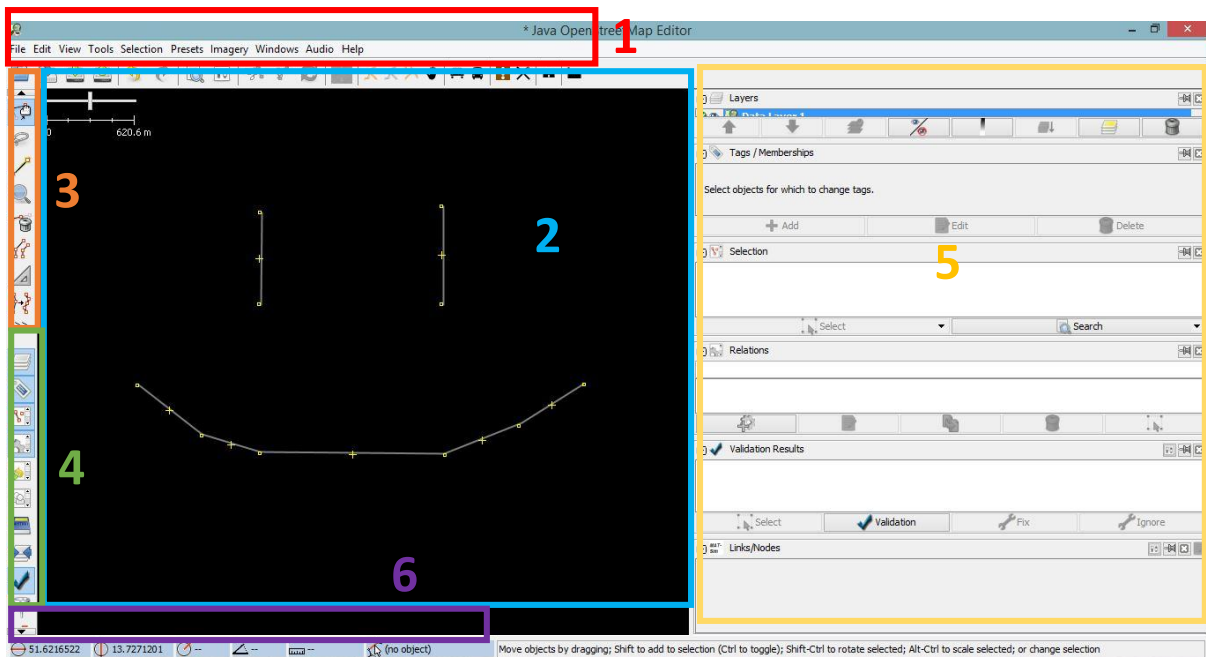 * Java OpenStreetMap Editor
1
File Edit View Tools Selection Presets Imagery Windows Audio Help
Layers
Data Layer 1
0 620.6 m
Tags / Memberships
3
Select objects for which to change tags.
2
Add Edit Delete
Selection
5
Select Search
Relations
4
Validation Results
Select Validation Fix Ignore
Links/Nodes
6
51.6216522 13.7271201 -- -- -- (no object) Move objects by dragging; Shift to add to selection (Ctrl to toggle); Shift-Ctrl to rotate selected; Alt-Ctrl to scale selected; or change selection